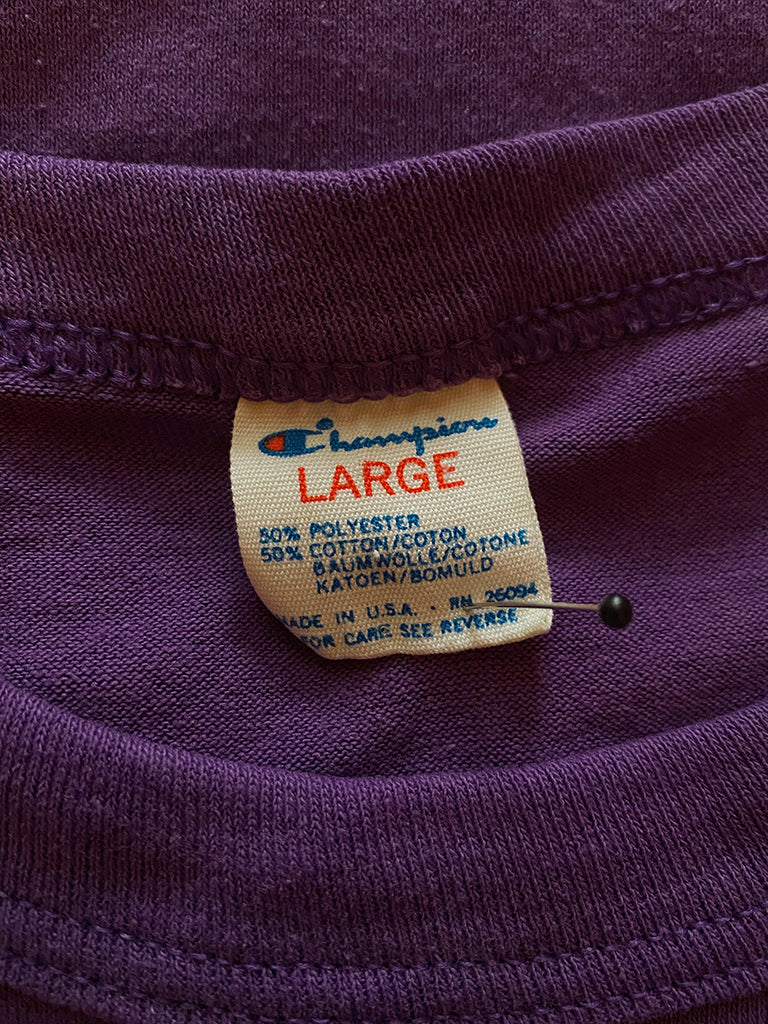 Champion
LARGE
50% POLYESTER
50% COTTON/COTON
BAUMWOLLE/COTONE
KATOEN/BOMULD
MADE IN U.S.A. - RN 26094
FOR CARE SEE REVERSE